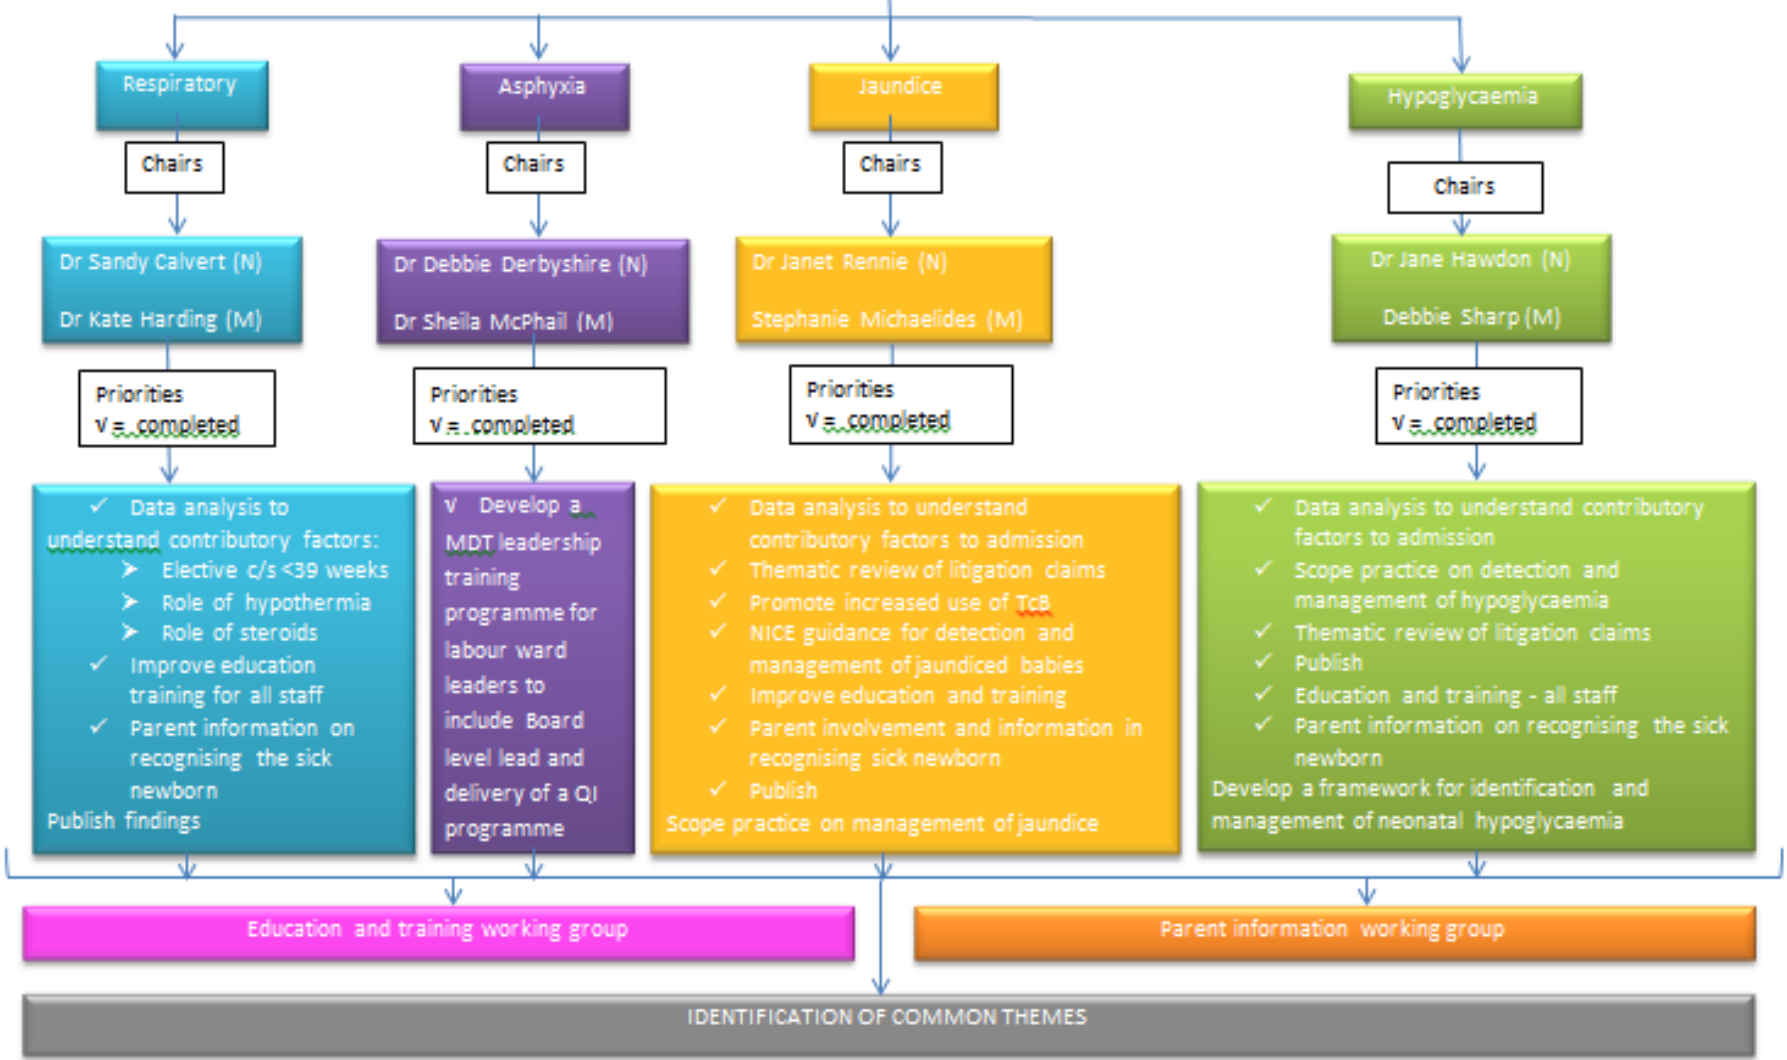 Respiratory
Asphyxia
Jaundice
Hypoglycaemia
Chairs
Chairs
Chairs
Chairs
Dr Sandy Calvert (N)
Dr Kate Harding (M)
Dr Debbie Derbyshire (N)
Dr Sheila McPhail (M)
Dr Janet Rennie (N)
Stephanie Michaelides (M)
Dr Jane Hawdon (N)
Debbie Sharp (M)
Priorities
√ = completed
Priorities
√ = completed
Priorities
√ = completed
Priorities
√ = completed
✓ Data analysis to
understand contributory factors:
➢ Elective c/s <39 weeks
➢ Role of hypothermia
➢ Role of steroids
✓ Improve education
training for all staff
✓ Parent information on
recognising the sick
newborn
Publish findings
√ Develop a
MDT leadership
training
programme for
labour ward
leaders to
include Board
level lead and
delivery of a QI
programme
✓ Data analysis to understand
contributory factors to admission
✓ Thematic review of litigation claims
✓ Promote increased use of TcB
✓ NICE guidance for detection and
management of jaundiced babies
✓ Improve education and training
✓ Parent involvement and information in
recognising sick newborn
✓ Publish
Scope practice on management of jaundice
✓ Data analysis to understand contributory
factors to admission
✓ Scope practice on detection and
management of hypoglycaemia
✓ Thematic review of litigation claims
✓ Publish
✓ Education and training - all staff
✓ Parent information on recognising the sick
newborn
Develop a framework for identification and
management of neonatal hypoglycaemia
Education and training working group
Parent information working group
IDENTIFICATION OF COMMON THEMES